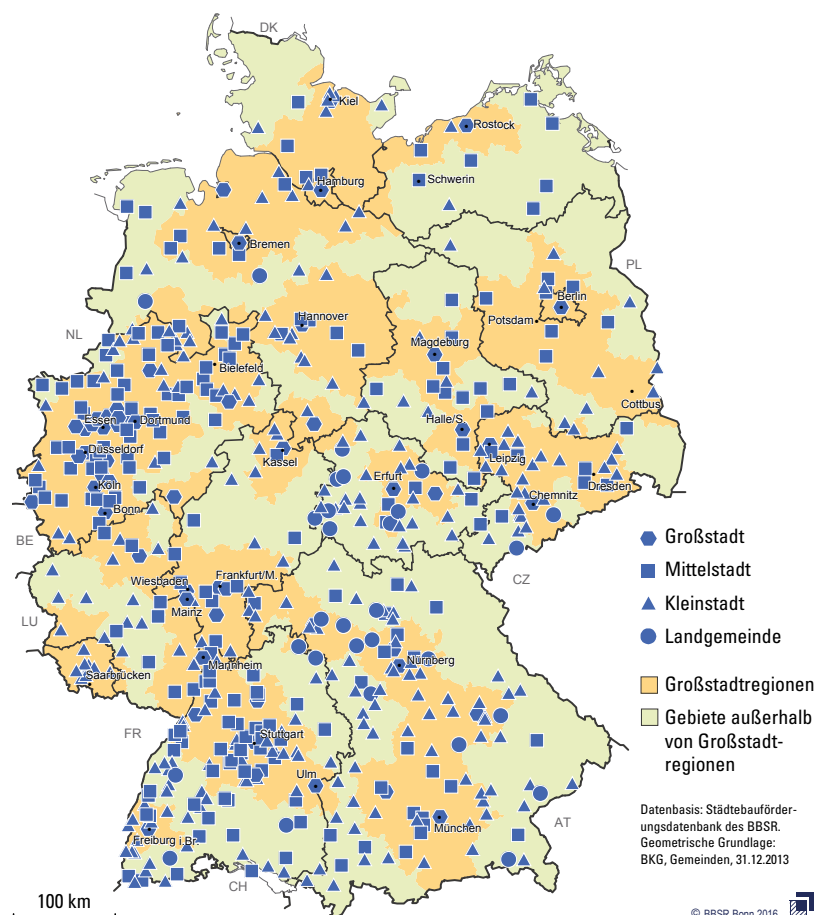 DK
Kiel
Rostock
Hamburg
Schwerin
Bremen
PL
Berlin
Potsdam
NL
Hannover
Magdeburg
Bielefeld
Cottbus
Essen
Dortmund
Halle/S.
Düsseldorf
Leipzig
Kassel
Erfurt
Dresden
Köln
Chemnitz
Bonn
BE
Großstadt
Mittelstadt
Kleinstadt
Landgemeinde
CZ
Wiesbaden
Frankfurt/M.
Mainz
LU
Mannheim
Nürnberg
Saarbrücken
Großstadtregionen
Gebiete außerhalb
von Großstadt-
regionen
FR
Stuttgart
Ulm
Datenbasis: Städtebauförder-
ungsdatenbank des BBSR.
Geometrische Grundlage:
BKG, Gemeinden, 31.12.2013
München
AT
Freiburg i.Br.
CH
100 km
© BBSR Bonn 2016